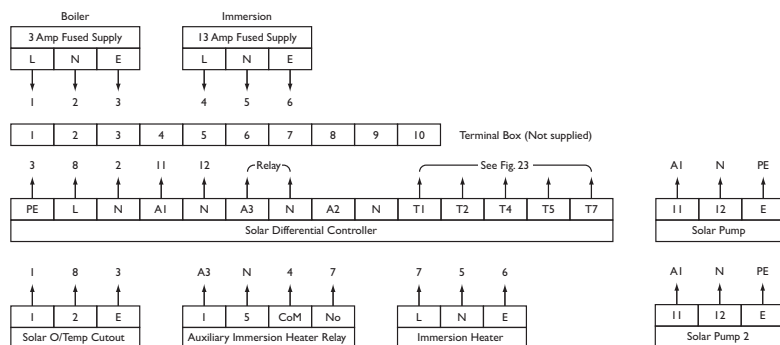 Boiler Immersion
3 Amp Fused Supply 13 Amp Fused Supply
L N E L N E
1 2 3 4 5 6
1 2 3 4 5 6 7 8 9 10 Terminal Box (Not supplied)
3 8 2 11 12 Relay See Fig. 23 A1 N PE
PE L N A1 N A3 N A2 N T1 T2 T4 T5 T7 11 12 E
Solar Differential Controller Solar Pump
1 8 3 A3 N 4 7 7 5 6 A1 N PE
1 2 E 1 5 CoM No L N E 11 12 E
Solar O/Temp Cutout Auxiliary Immersion Heater Relay Immersion Heater Solar Pump 2